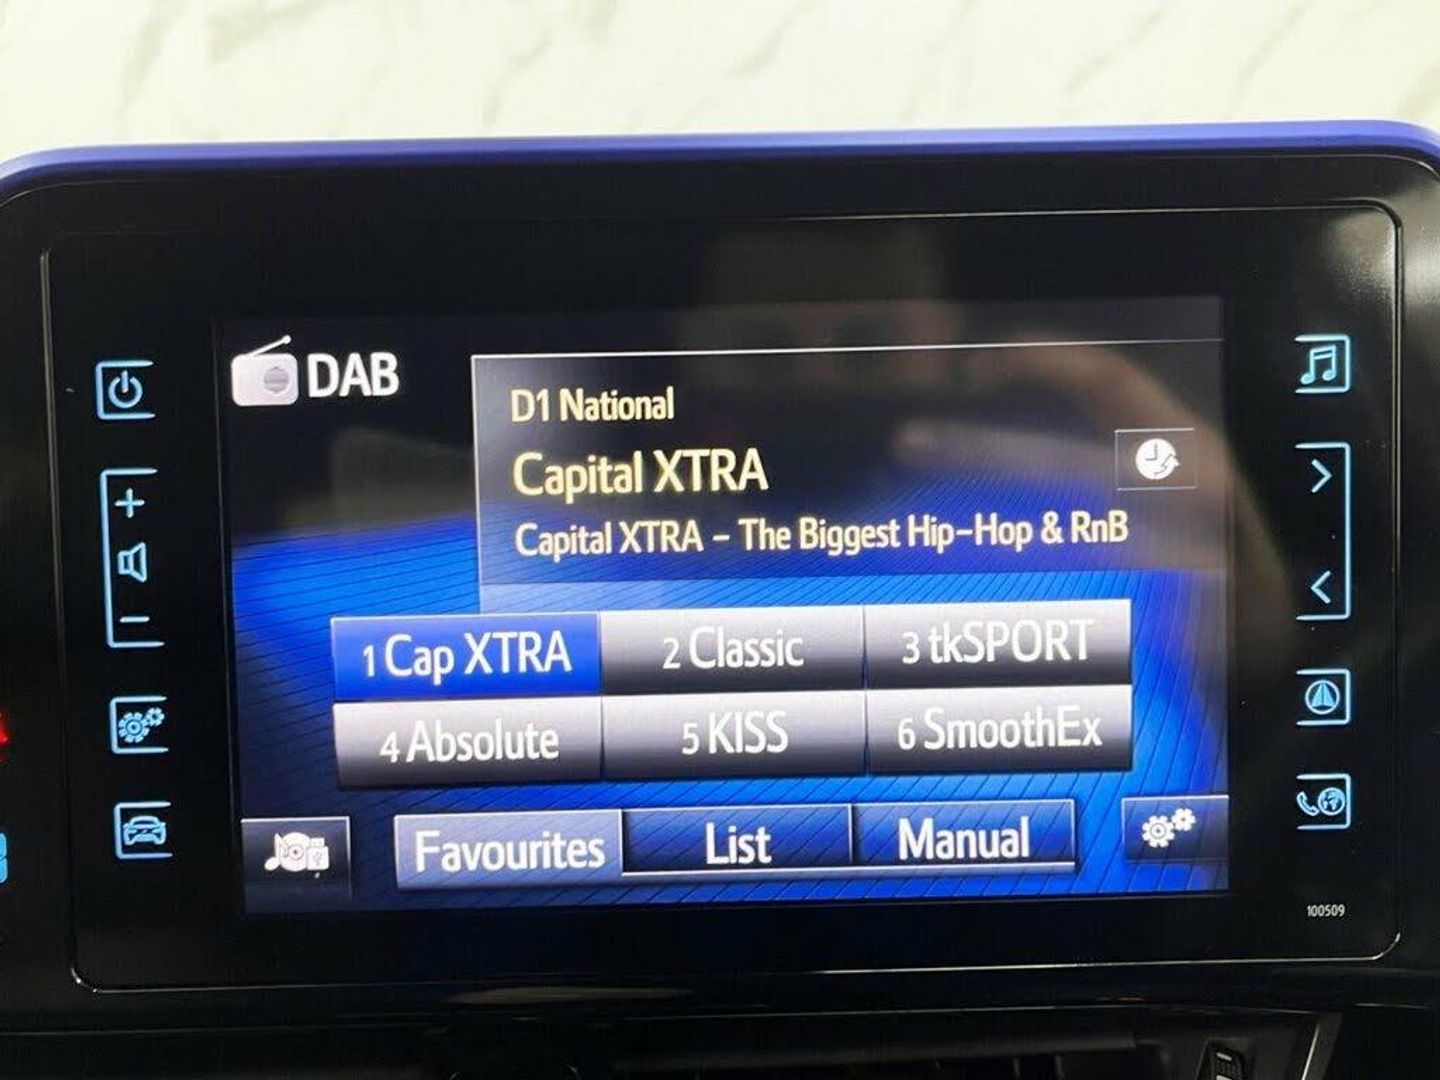 DAB
D1 National
Capital XTRA
Capital XTRA - The Biggest Hip-Hop & RnB
1 Cap XTRA
2 Classic
3 tkSPORT
4 Absolute
5 KISS
6 SmoothEx
Favourites
List
Manual
100509